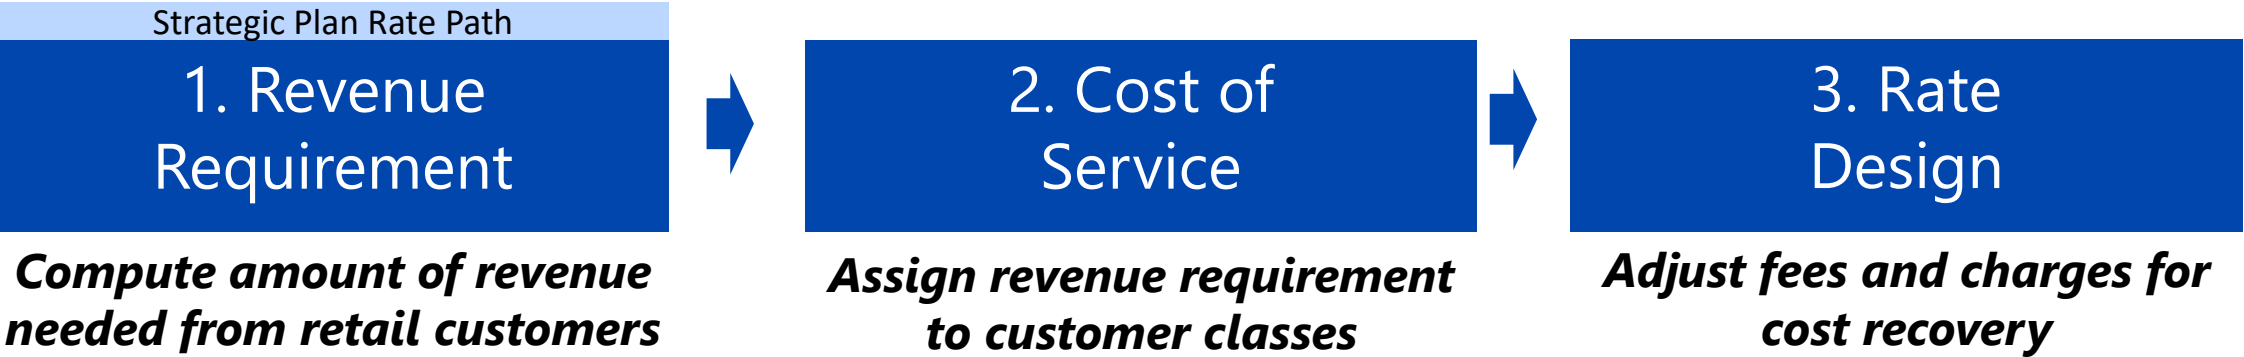 Strategic Plan Rate Path
1. Revenue
Requirement
Compute amount of revenue
needed from retail customers
2. Cost of
Service
Assign revenue requirement
to customer classes
3. Rate
Design
Adjust fees and charges for
cost recovery